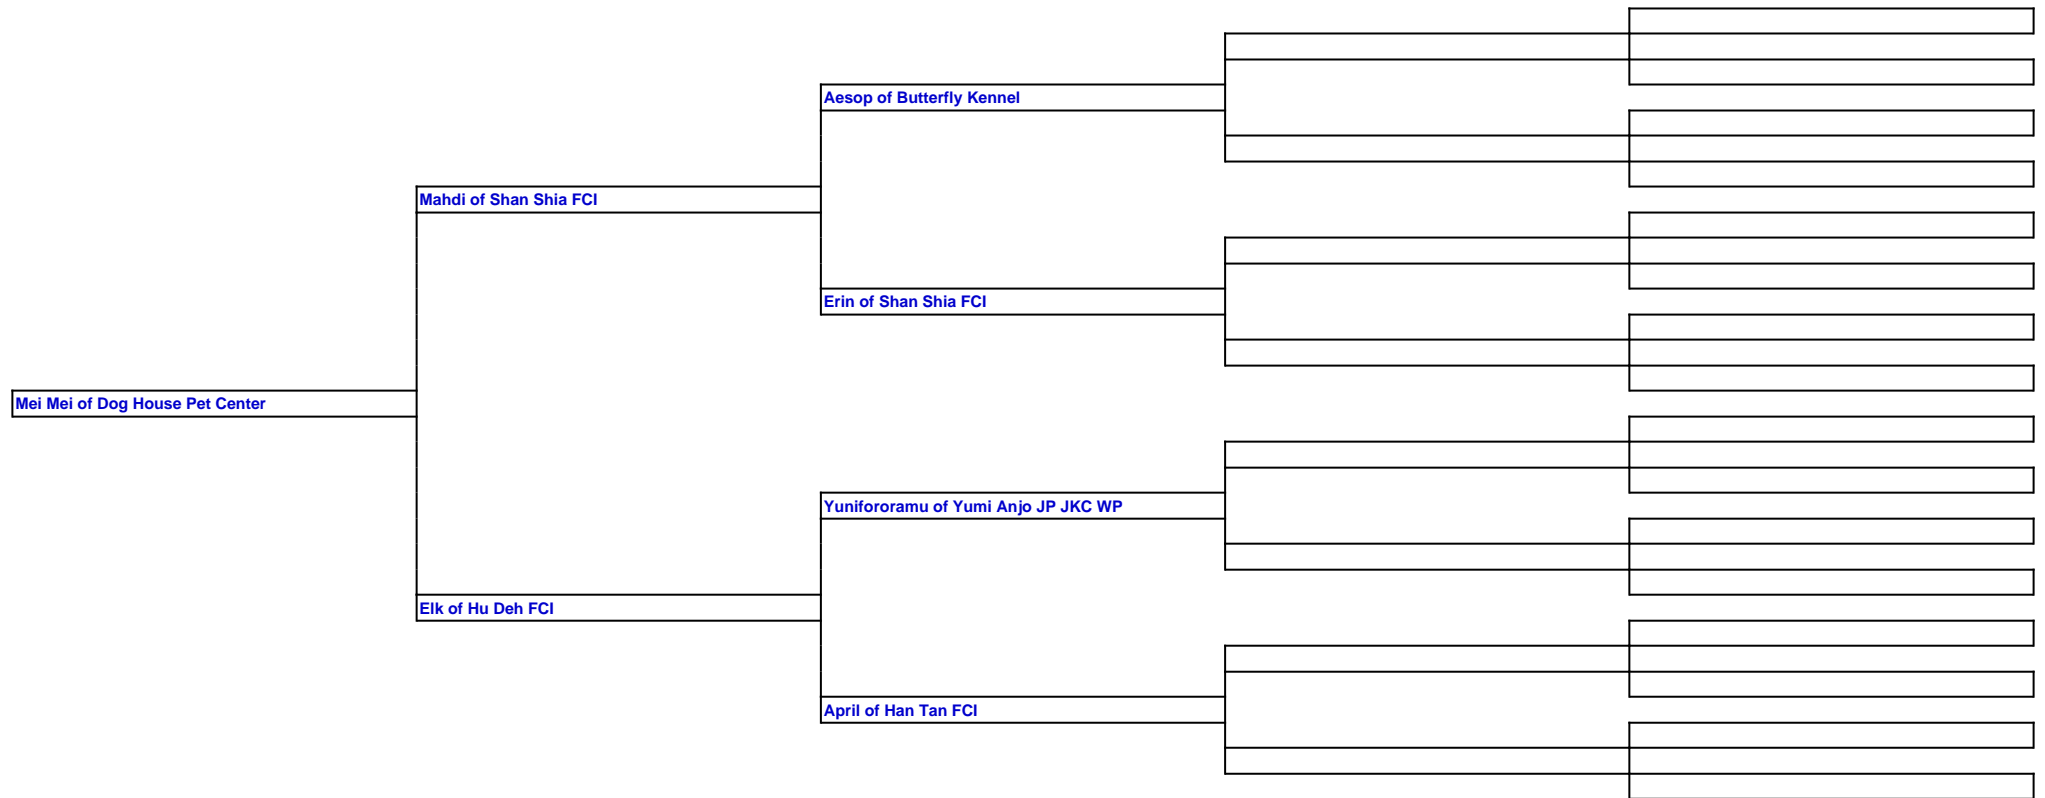 Aesop of Butterfly Kennel
Mahdi of Shan Shia FCI
Erin of Shan Shia FCI
Mei Mei of Dog House Pet Center
Yunifororamu of Yumi Anjo JP JKC WP
Elk of Hu Deh FCI
April of Han Tan FCI